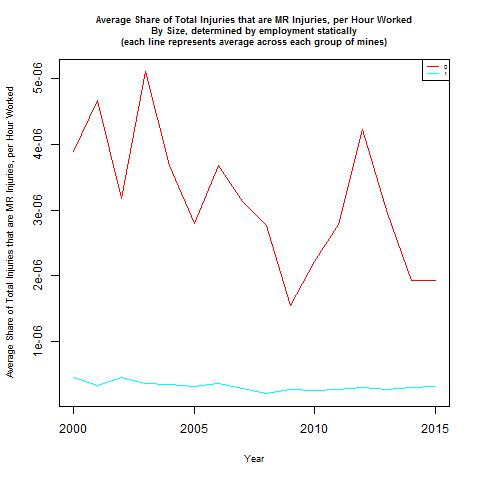 Average Share of Total Injuries that are MR Injuries, per Hour Worked
By Size, determined by employment statically
(each line represents average across each group of mines)
0
1
5e-06
4e-06
3e-06
2e-06
1e-06
Average Share of Total Injuries that are MR Injuries, per Hour Worked
2000
2005
2010
2015
Year